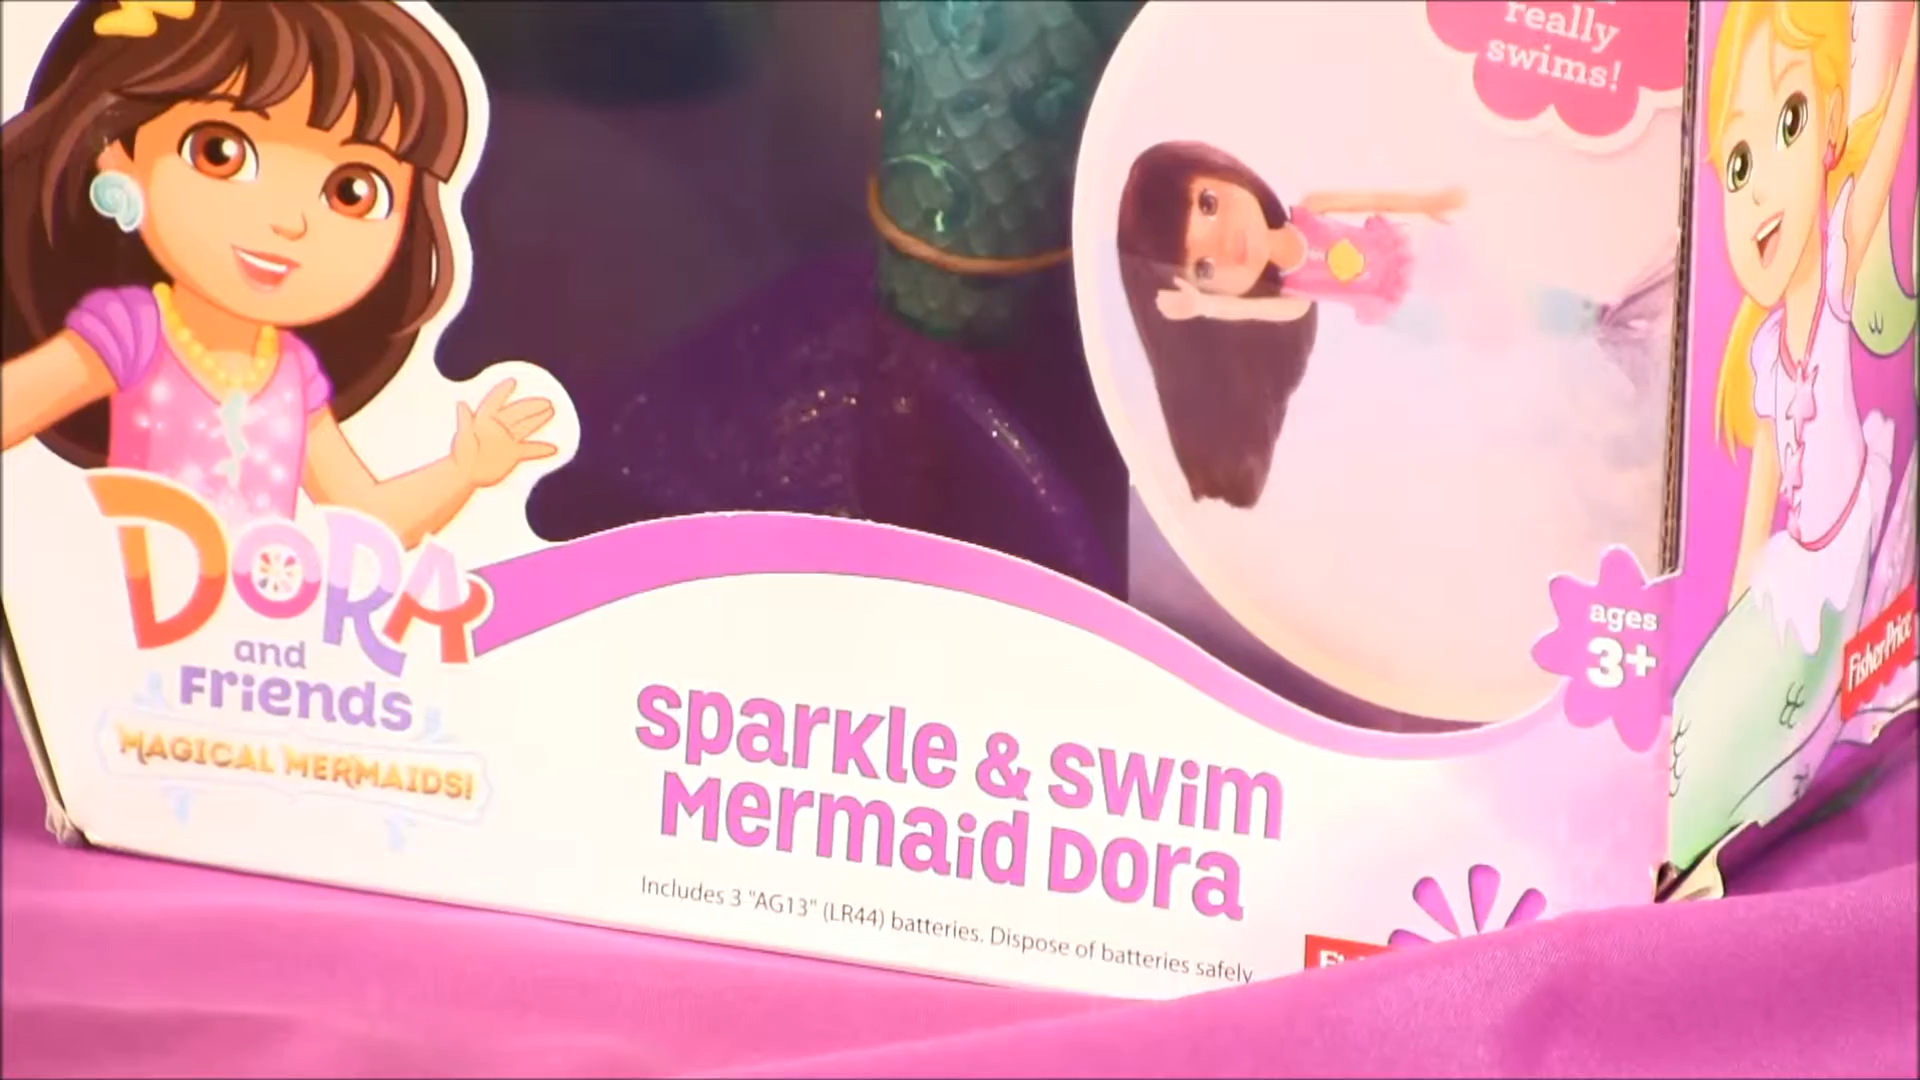 really
swims!
DORA
and
Friends
MAGICAL MERMAIDS!
ages
3+
Fisher-Price
Sparkle & Swim
Mermaid Dora
Includes 3 "AG13" (LR44) batteries. Dispose of batteries safely